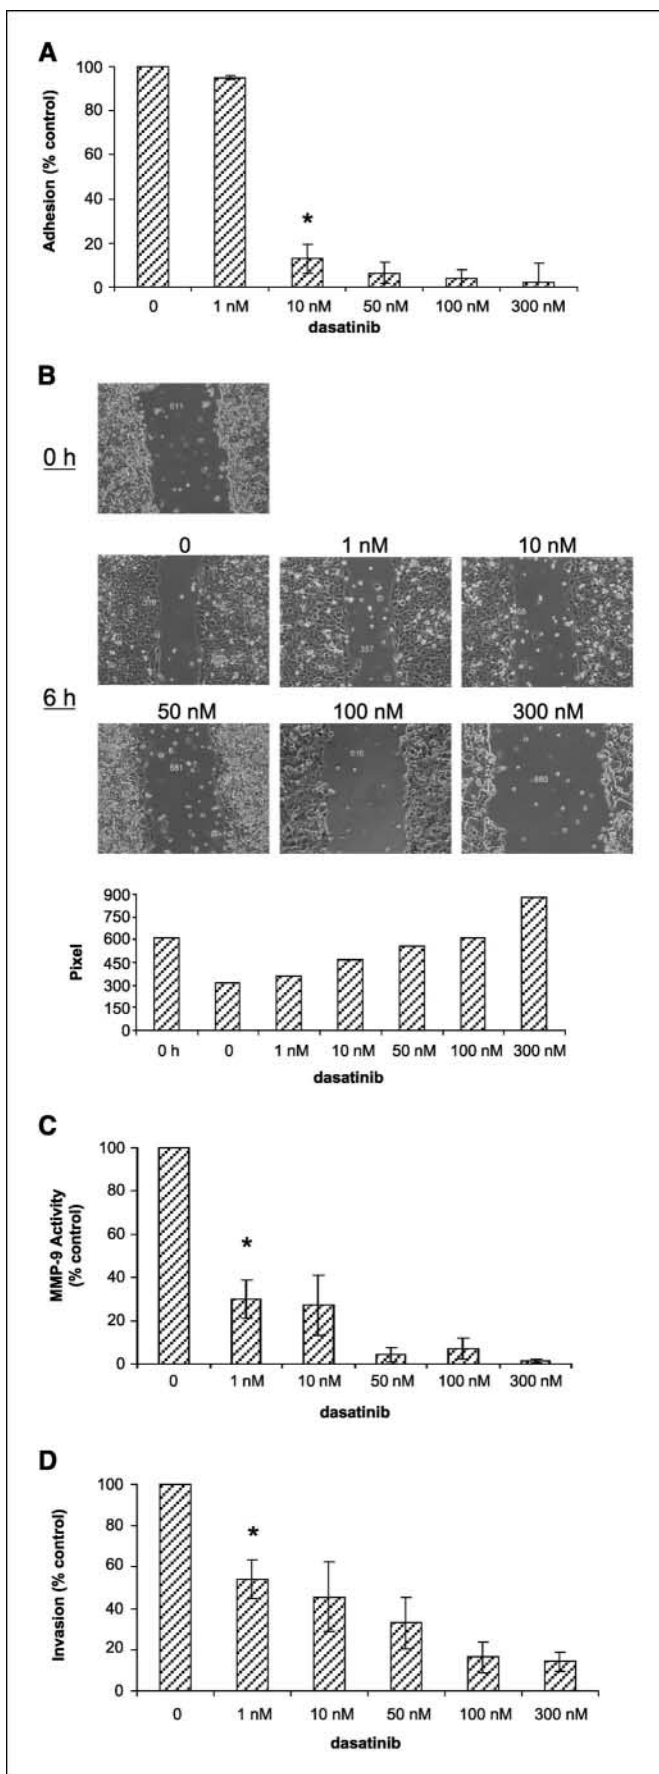 A
Adhesion (% control)
100
80
60
40
20
0
*
0 1 nM 10 nM 50 nM 100 nM 300 nM
dasatinib
B
0 h
611
0 1 nM 10 nM
357
6 h
50 nM 100 nM 300 nM
Pixel
900
750
600
450
300
150
0
0 h 0 1 nM 10 nM 50 nM 100 nM 300 nM
dasatinib
C
MMP-9 Activity
(% control)
100
80
60
40
20
0
*
0 1 nM 10 nM 50 nM 100 nM 300 nM
dasatinib
D
Invasion (% control)
100
80
60
40
20
0
*
0 1 nM 10 nM 50 nM 100 nM 300 nM
dasatinib